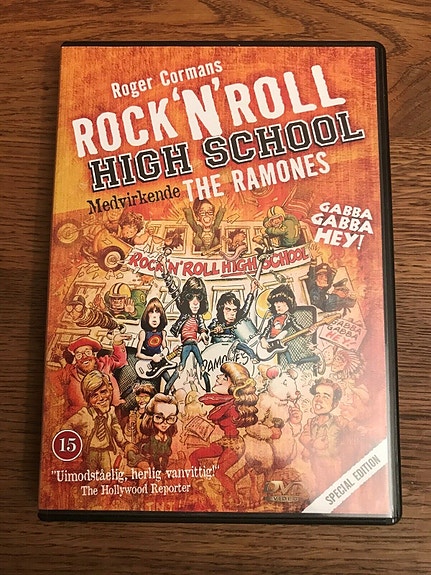 Roger Cormans
ROCK'N'ROLL
HIGH SCHOOL
Medvirkende THE RAMONES
GABBA
GABBA
HEY!
ROCK'N'ROLL HIGH SCHOOL
GABBA
GABBA
HEY!
RAMONES
15
"Uimodståelig, herlig vanvittig!"
The Hollywood Reporter
SPECIAL EDITION